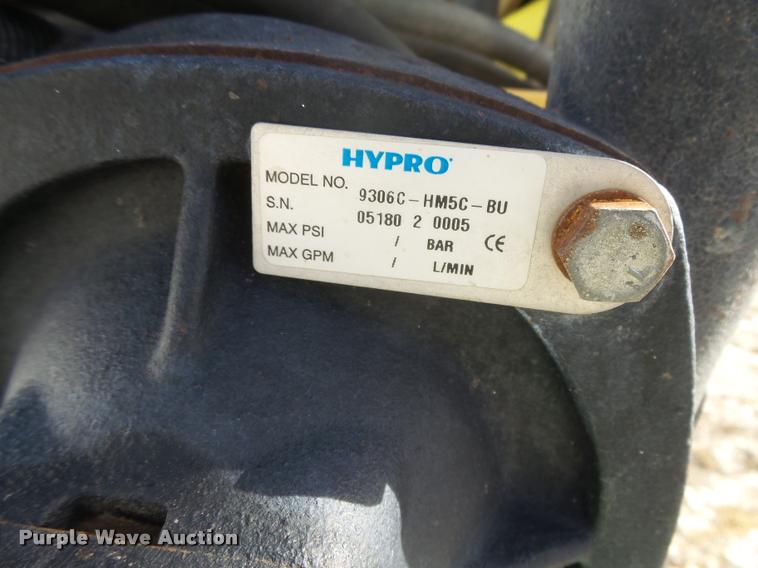 HYPRO
MODEL NO. 9306C-HM5C-BU
S.N. 05180 2 0005
MAX PSI / BAR CE
MAX GPM / L/MIN
Purple Wave Auction